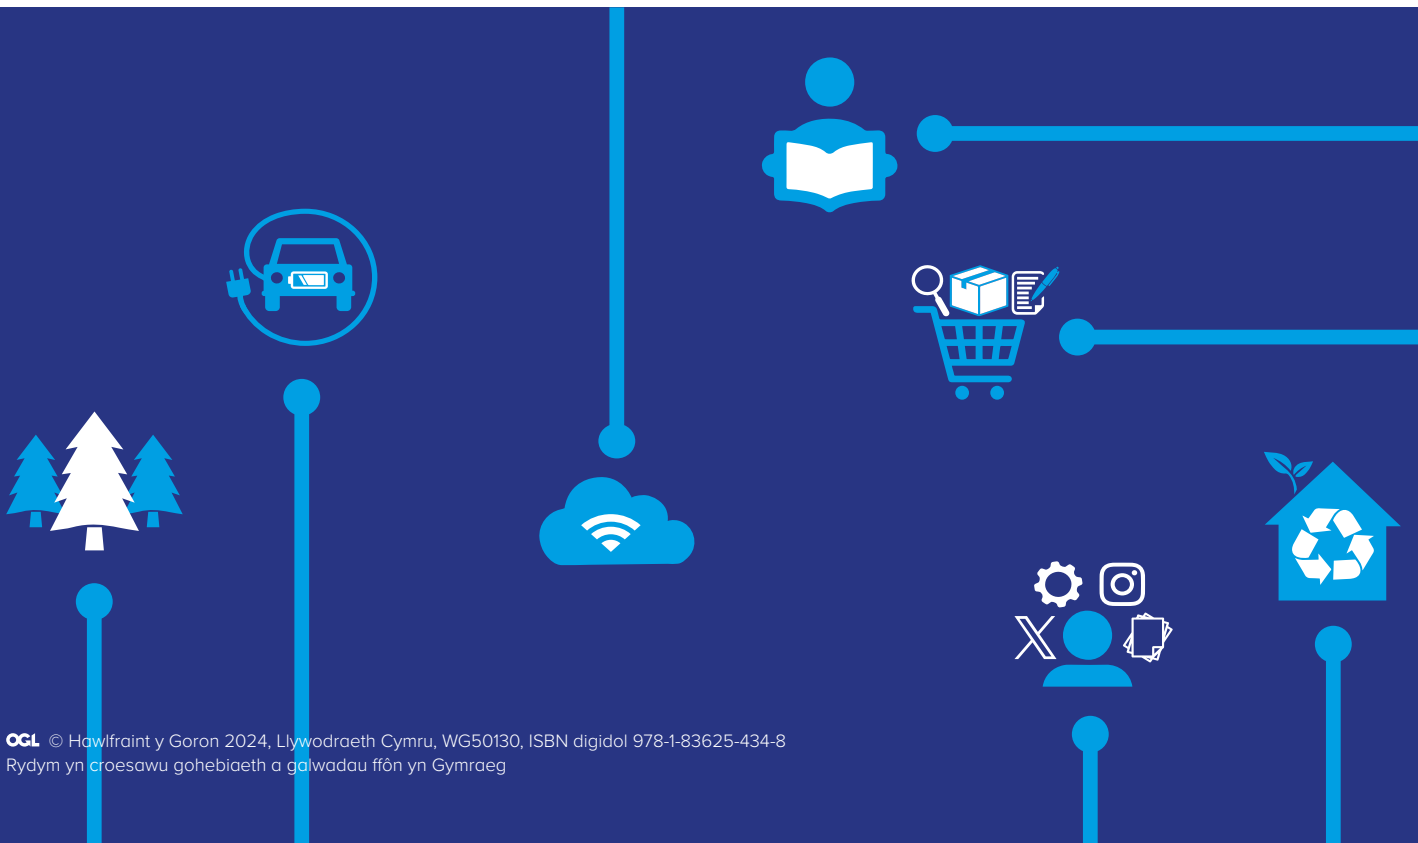 OGL © Hawlfraint y Goron 2024, Llywodraeth Cymru, WG50130, ISBN digidol 978-1-83625-434-8
Rydym yn croesawu gohebiaeth a galwadau ffôn yn Gymraeg